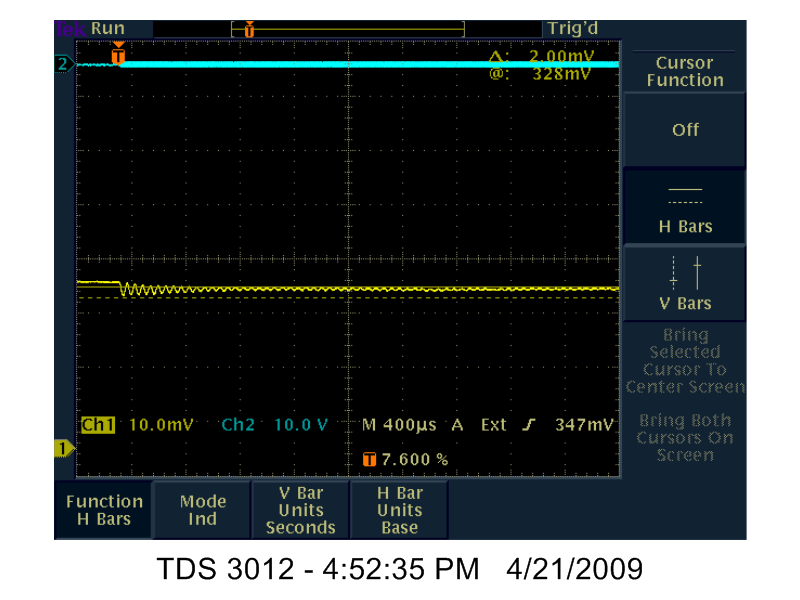 Tek Run Trig'd
T
T
2
Δ: 2.00mV
@: 328mV
Cursor
Function
Off
H Bars
V Bars
Bring
Selected
Cursor To
Center Screen
Bring Both
Cursors On
Screen
Ch1 10.0mV Ch2 10.0 V M 400µs A Ext 347mV
1
T 7.600 %
Function
H Bars
Mode
Ind
V Bar
Units
Seconds
H Bar
Units
Base
TDS 3012 - 4:52:35 PM 4/21/2009